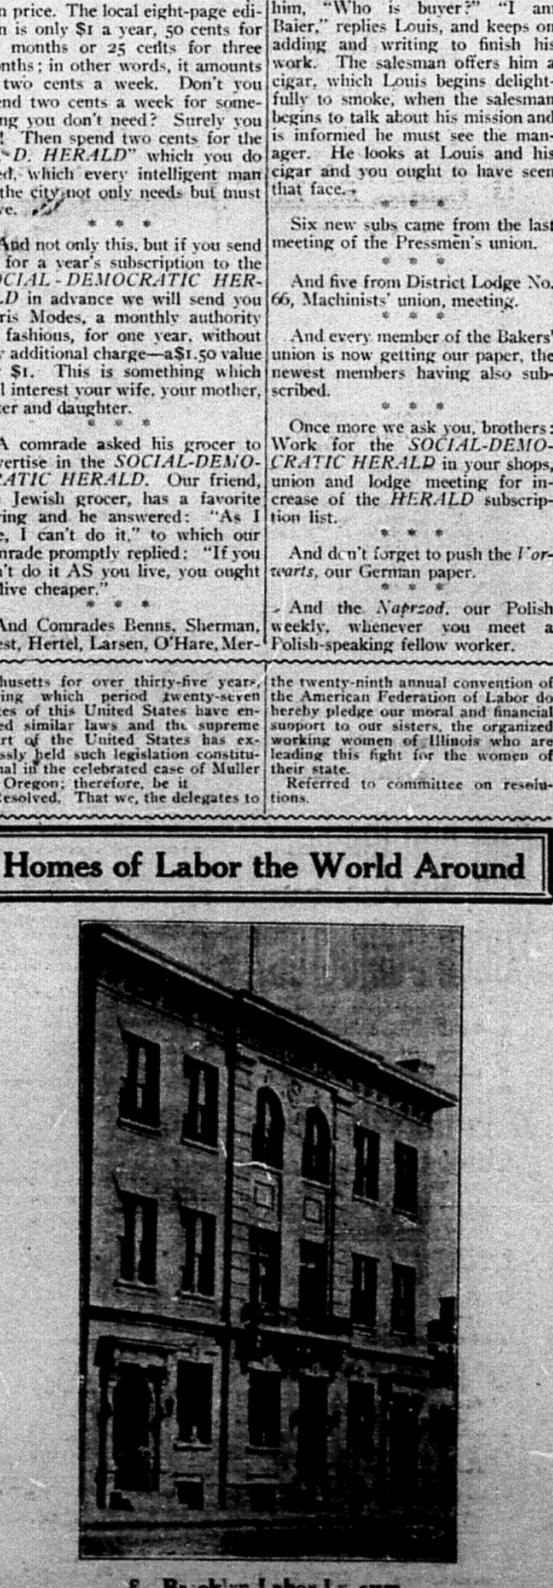 price. The local eight-page edi-
is only $1 a year, 50 cents for
months or 25 cents for three
nths; in other words, it amounts
two cents a week. Don't you
nd two cents a week for some-
ng you don't need? Surely you
! Then spend two cents for the
D. HERALD" which you do
d, which every intelligent man
the city not only needs but must
ve.
* * *
And not only this, but if you send
for a year's subscription to the
CIAL-DEMOCRATIC HER-
LD in advance we will send you
ris Modes, a monthly authority
fashions, for one year, without
additional charge—a $1.50 value
$1. This is something which
l interest your wife, your mother,
er and daughter.
* * *
A comrade asked his grocer to
vertise in the SOCIAL-DEMO-
ATIC HERALD. Our friend,
Jewish grocer, has a favorite
ing and he answered: "As I
e, I can't do it," to which our
mrade promptly replied: "If you
n't do it AS you live, you ought
live cheaper."
* * *
And Comrades Benns, Sherman,
est, Hertel, Larsen, O'Hare, Mer-
him, "Who is buyer?" "I am
Baier," replies Louis, and keeps on
adding and writing to finish his
work. The salesman offers him a
cigar, which Louis begins delight-
fully to smoke, when the salesman
begins to talk about his mission and
is informed he must see the man-
ager. He looks at Louis and his
cigar and you ought to have seen
that face.
* * *
Six new subs came from the last
meeting of the Pressmen's union.
* * *
And five from District Lodge No.
66, Machinists' union, meeting.
* * *
And every member of the Bakers'
union is now getting our paper, the
newest members having also sub-
scribed.
* * *
Once more we ask you, brothers:
Work for the SOCIAL-DEMO-
CRATIC HERALD in your shops,
union and lodge meeting for in-
crease of the HERALD subscrip-
tion list.
* * *
And don't forget to push the Vor-
waerts, our German paper.
* * *
And the Naprzod, our Polish
weekly, whenever you meet a
Polish-speaking fellow worker.
husetts for over thirty-five years,
ing which period twenty-seven
es of this United States have en-
ed similar laws and the supreme
rt of the United States has ex-
ssly held such legislation constitu-
nal in the celebrated case of Muller
Oregon; therefore, be it
Resolved, That we, the delegates to
the twenty-ninth annual convention of
the American Federation of Labor do
hereby pledge our moral and financial
support to our sisters, the organized
working women of Illinois who are
leading this fight for the women of
their state.
Referred to committee on resolu-
tions.
Homes of Labor the World Around
Brooklyn Labor Lyceum